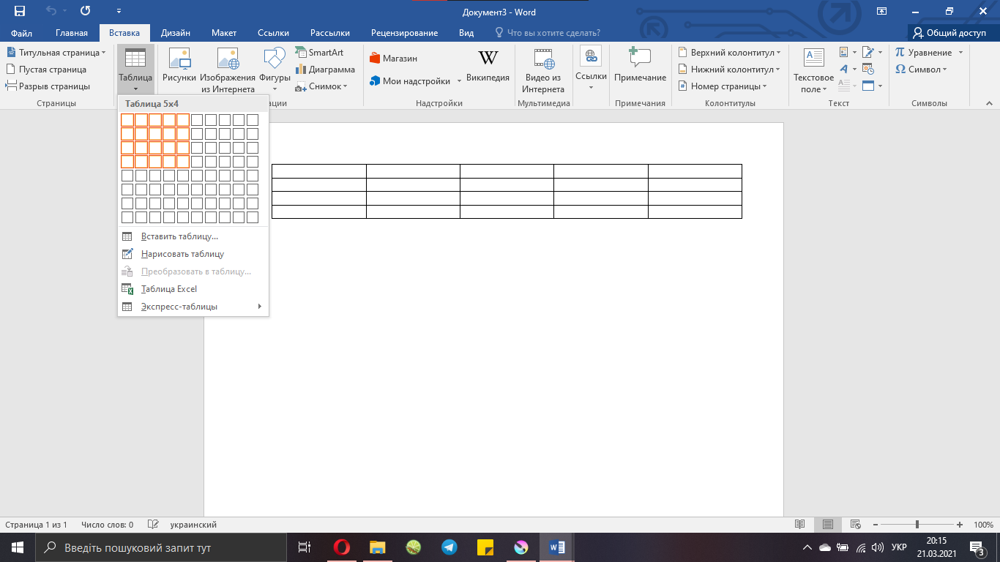 Документ3 - Word
Файл Главная Вставка Дизайн Макет Ссылки Рассылки Рецензирование Вид Что вы хотите сделать? Общий доступ
Титульная страница
Пустая страница
Разрыв страницы
Страницы
Таблица
Рисунки
Изображения
из Интернета
Фигуры
SmartArt
Диаграмма
Снимок
ации
Магазин
Мои надстройки
Википедия
Надстройки
Видео из
Интернета
Мультимедиа
Ссылки
Примечание
Примечания
Верхний колонтитул
Нижний колонтитул
Номер страницы
Колонтитулы
Текстовое
поле
Текст
Уравнение
Символ
Символы
Таблица 5x4
Вставить таблицу...
Нарисовать таблицу
Преобразовать в таблицу...
Таблица Excel
Экспресс-таблицы
Страница 1 из 1 Число слов: 0 украинский 100%
Введіть пошуковий запит тут
УКР
20:15
21.03.2021
3